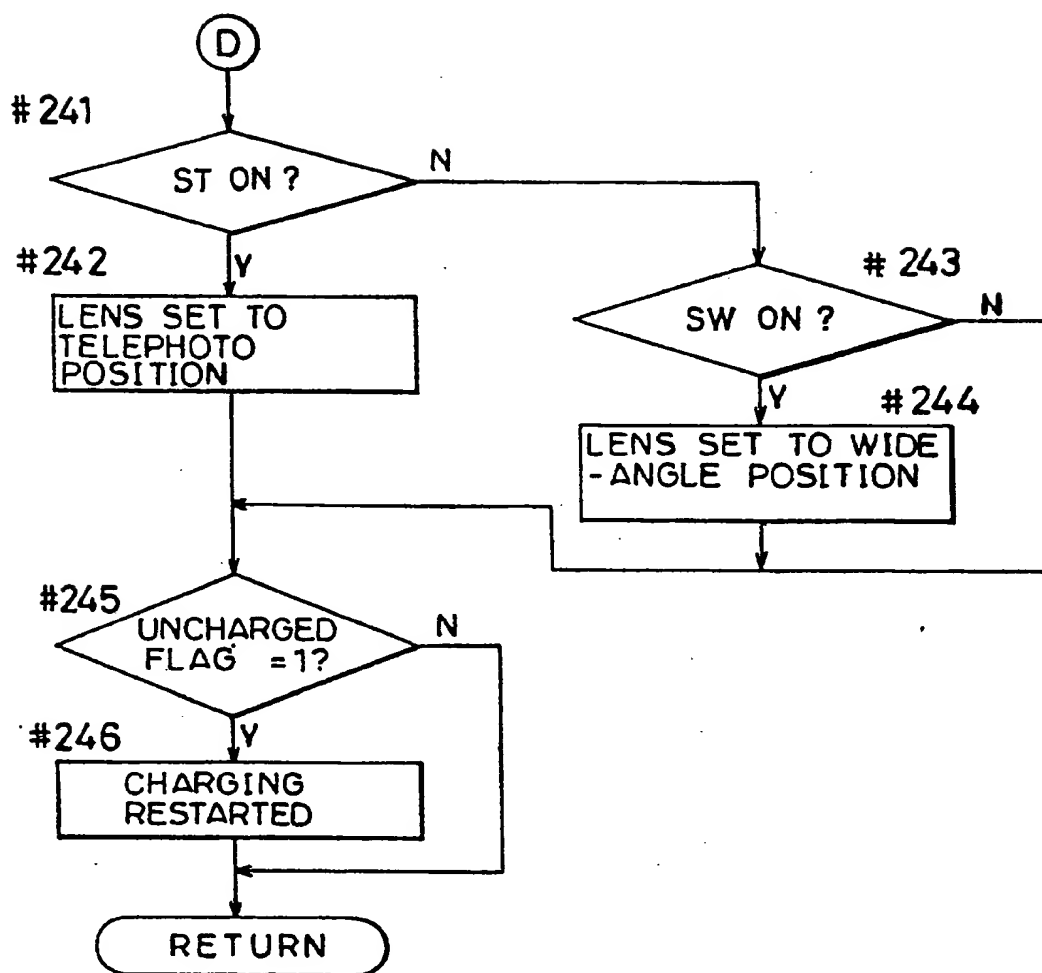 D
#241
ST ON?
N
#242
Y
LENS SET TO
TELEPHOTO
POSITION
#243
SW ON?
N
Y
#244
LENS SET TO WIDE
-ANGLE POSITION
#245
UNCHARGED
FLAG =1?
N
#246
Y
CHARGING
RESTARTED
RETURN